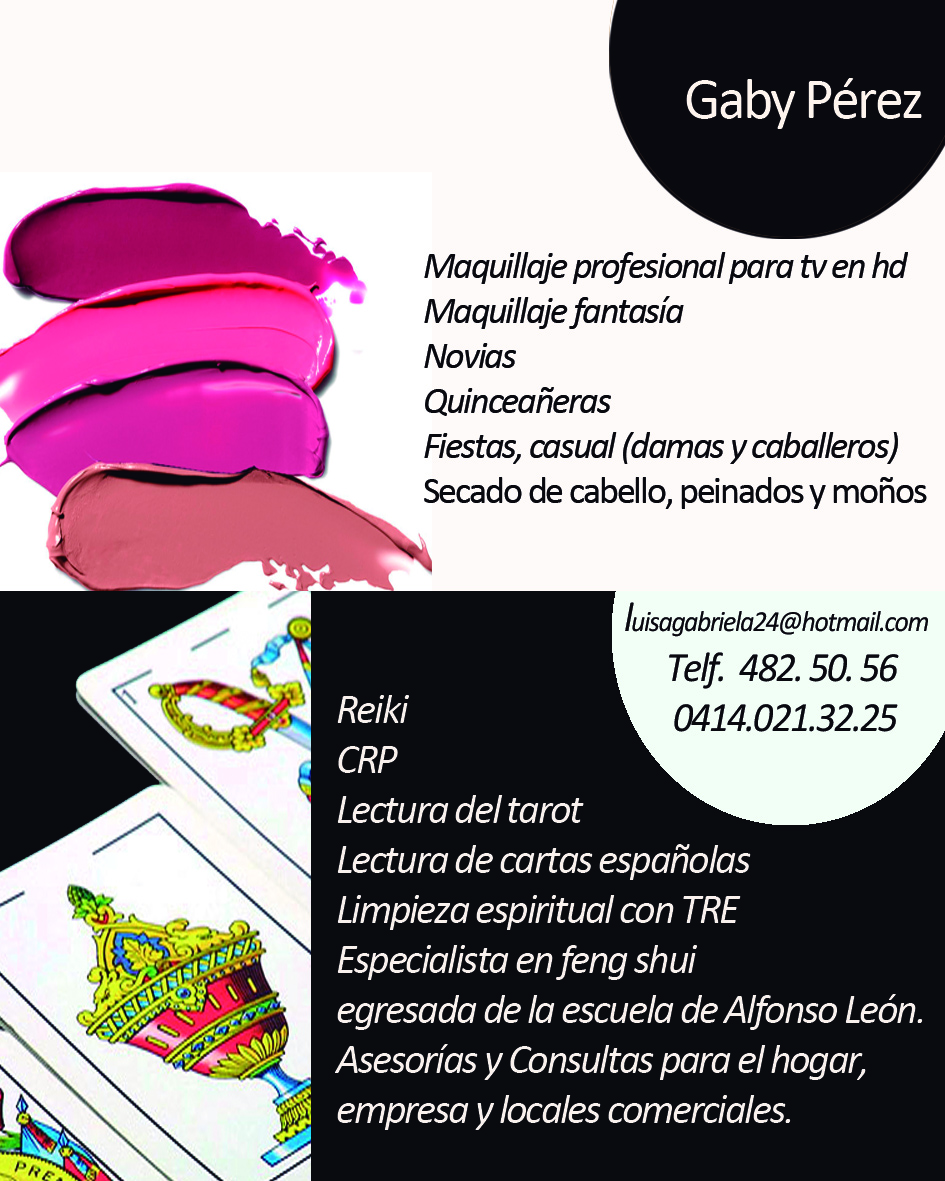 Gaby Pérez
Maquillaje profesional para tv en hd
Maquillaje fantasía
Novias
Quinceañeras
Fiestas, casual (damas y caballeros)
Secado de cabello, peinados y moños
luisagabriela24@hotmail.com
Telf. 482. 50. 56
0414.021.32.25
Reiki
CRP
Lectura del tarot
Lectura de cartas españolas
Limpieza espiritual con TRE
Especialista en feng shui
egresada de la escuela de Alfonso León.
Asesorías y Consultas para el hogar,
empresa y locales comerciales.
1